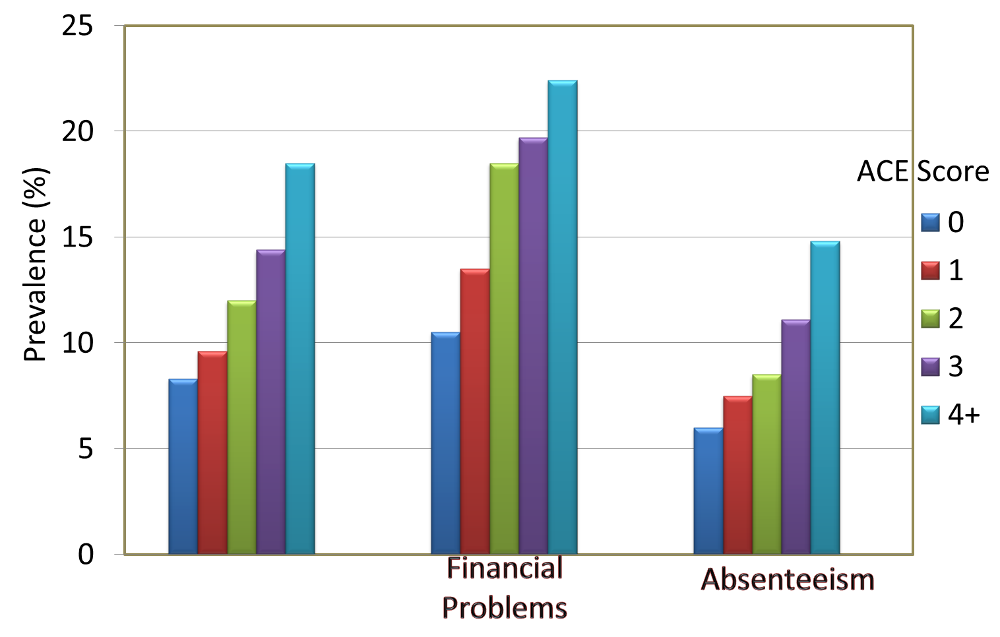 25
20
15
10
5
0
Prevalence (%)
ACE Score
0
1
2
3
4+
Financial
Problems
Absenteeism